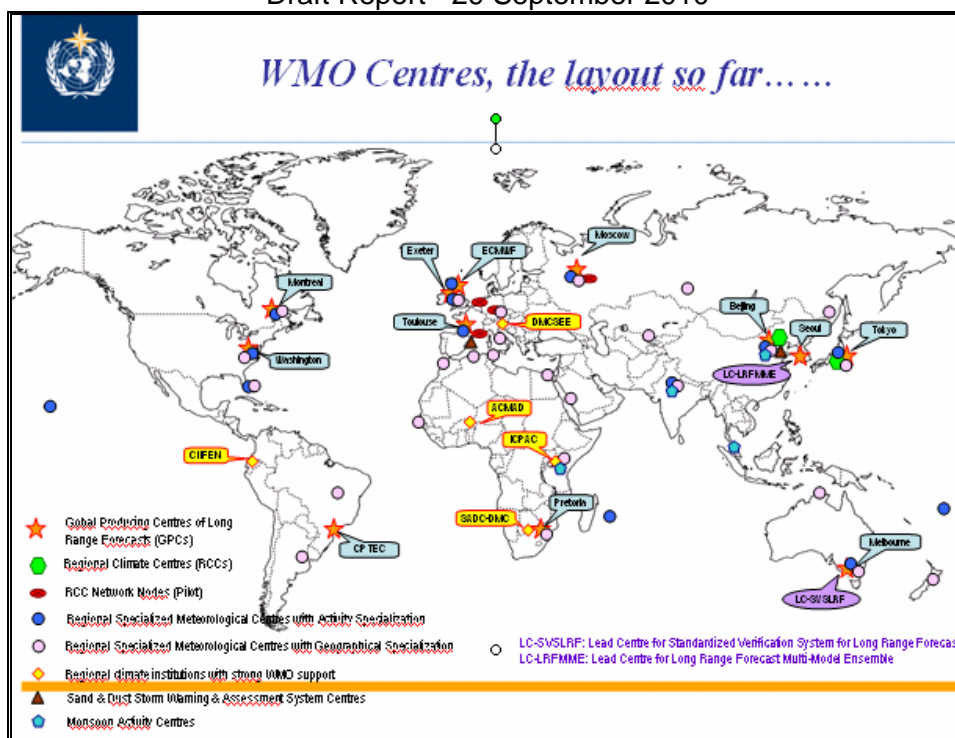 Draft Report - 25 September 2010
WMO Centres, the layout so far……
Moscow
Exeter
ECMWF
Montreal
Beijing
Seoul
Tokyo
Toulouse
DMCSEE
Washington
LC-LRFMME
ACMAD
CIIFEN
ICPAC
Pretoria
SADC-DMC
CPTEC
Melbourne
LC-SVSLRF
Global Producing Centres of Long
Range Forecasts (GPCs)
Regional Climate Centres (RCCs)
RCC Network Nodes (Pilot)
Regional Specialized Meteorological Centres with Activity Specialization
Regional Specialized Meteorological Centres with Geographical Specialization
Regional climate institutions with strong WMO support
Sand & Dust Storm Warning & Assessment System Centres
Monsoon Activity Centres
LC-SVSLRF: Lead Centre for Standardized Verification System for Long Range Forecas
LC-LRFMME: Lead Centre for Long Range Forecast Multi-Model Ensemble